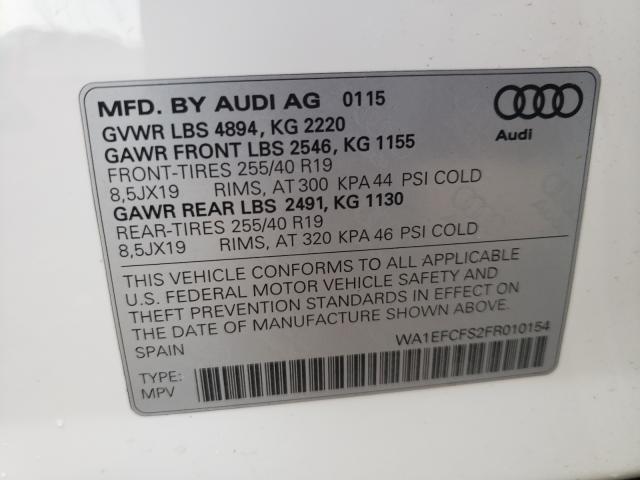 MFD. BY AUDI AG 0115
Audi
GVWR LBS 4894, KG 2220
GAWR FRONT LBS 2546, KG 1155
FRONT-TIRES 255/40 R19
8,5JX19 RIMS, AT 300 KPA 44 PSI COLD
GAWR REAR LBS 2491, KG 1130
REAR-TIRES 255/40 R19
8,5JX19 RIMS, AT 320 KPA 46 PSI COLD
THIS VEHICLE CONFORMS TO ALL APPLICABLE
U.S. FEDERAL MOTOR VEHICLE SAFETY AND
THEFT PREVENTION STANDARDS IN EFFECT ON
THE DATE OF MANUFACTURE SHOWN ABOVE.
SPAIN
WA1EFCFS2FR010154
TYPE:
MPV